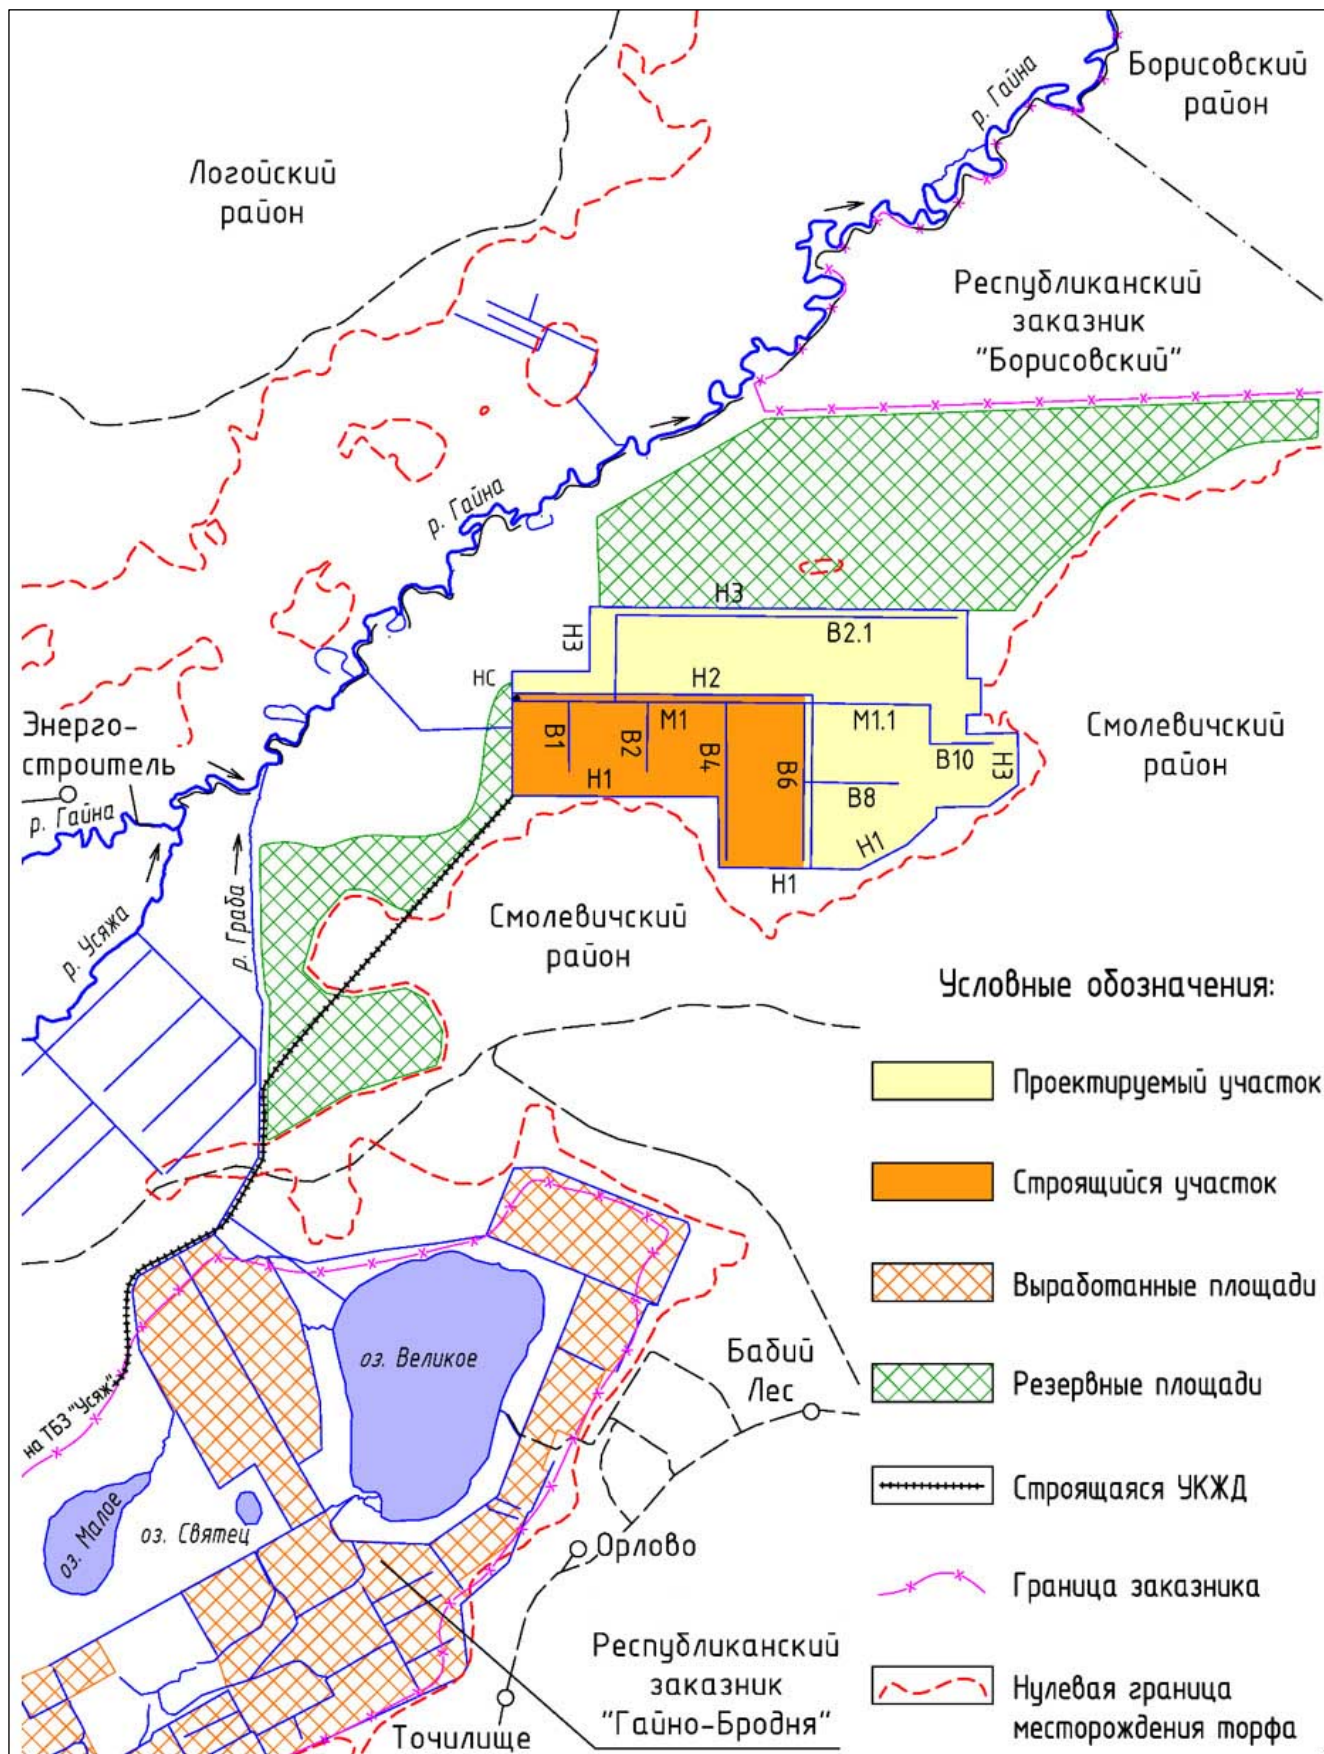 р. Гайна
Борисовский
район
Логойский
район
Республиканский
заказник
"Борисовский"
р. Гайна
Н3
Н3
В2.1
НС
Н2
Энерго-
строитель
М1
М1.1
Смолевичский
район
В1
В2
В4
В6
В10
Н3
Н1
В8
р. Гайна
Н1
Н1
р. Усяжа
р. Граба
Смолевичский
район
Условные обозначения:
Проектируемый участок
Строящийся участок
Выработанные площади
Резервные площади
Строящаяся УКЖД
Граница заказника
Нулевая граница
месторождения торфа
оз. Великое
Бабий
Лес
на ТБЗ "Усяж"
оз. Малое
оз. Святец
Орлово
Республиканский
заказник
"Гайно-Бродня"
Точилище